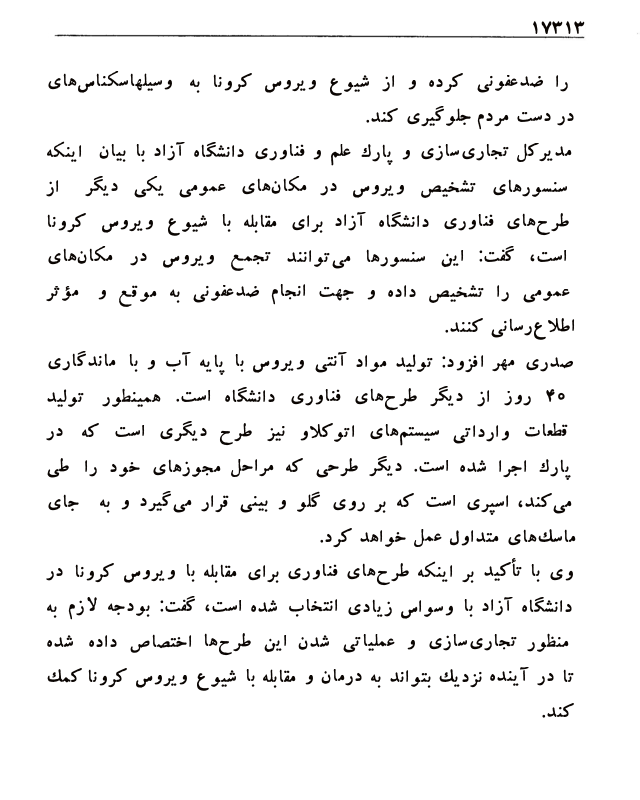 ۱۷۳۱۳
را ضدعفونی کرده و از شیوع ویروس کرونا به وسیلهاسکناس‌های
در دست مردم جلوگیری کند.
مدیرکل تجاری‌سازی و پارك علم و فناوری دانشگاه آزاد با بیان اینکه
سنسورهای تشخیص ویروس در مکان‌های عمومی یکی دیگر از
طرح‌های فناوری دانشگاه آزاد برای مقابله با شیوع ویروس کرونا
است، گفت: این سنسورها می‌توانند تجمع ویروس در مکان‌های
عمومی را تشخیص داده و جهت انجام ضدعفونی به موقع و مؤثر
اطلاع‌رسانی کنند.
صدری مهر افزود: تولید مواد آنتی ویروس با پایه آب و با ماندگاری
۴۵ روز از دیگر طرح‌های فناوری دانشگاه است. همینطور تولید
قطعات وارداتی سیستم‌های اتوکلاو نیز طرح دیگری است که در
پارك اجرا شده است. دیگر طرحی که مراحل مجوزهای خود را طی
می‌کند، اسپری است که بر روی گلو و بینی قرار می‌گیرد و به جای
ماسك‌های متداول عمل خواهد کرد.
وی با تأکید بر اینکه طرح‌های فناوری برای مقابله با ویروس کرونا در
دانشگاه آزاد با وسواس زیادی انتخاب شده است، گفت: بودجه لازم به
منظور تجاری‌سازی و عملیاتی شدن این طرح‌ها اختصاص داده شده
تا در آینده نزدیك بتواند به درمان و مقابله با شیوع ویروس کرونا کمك
کند.